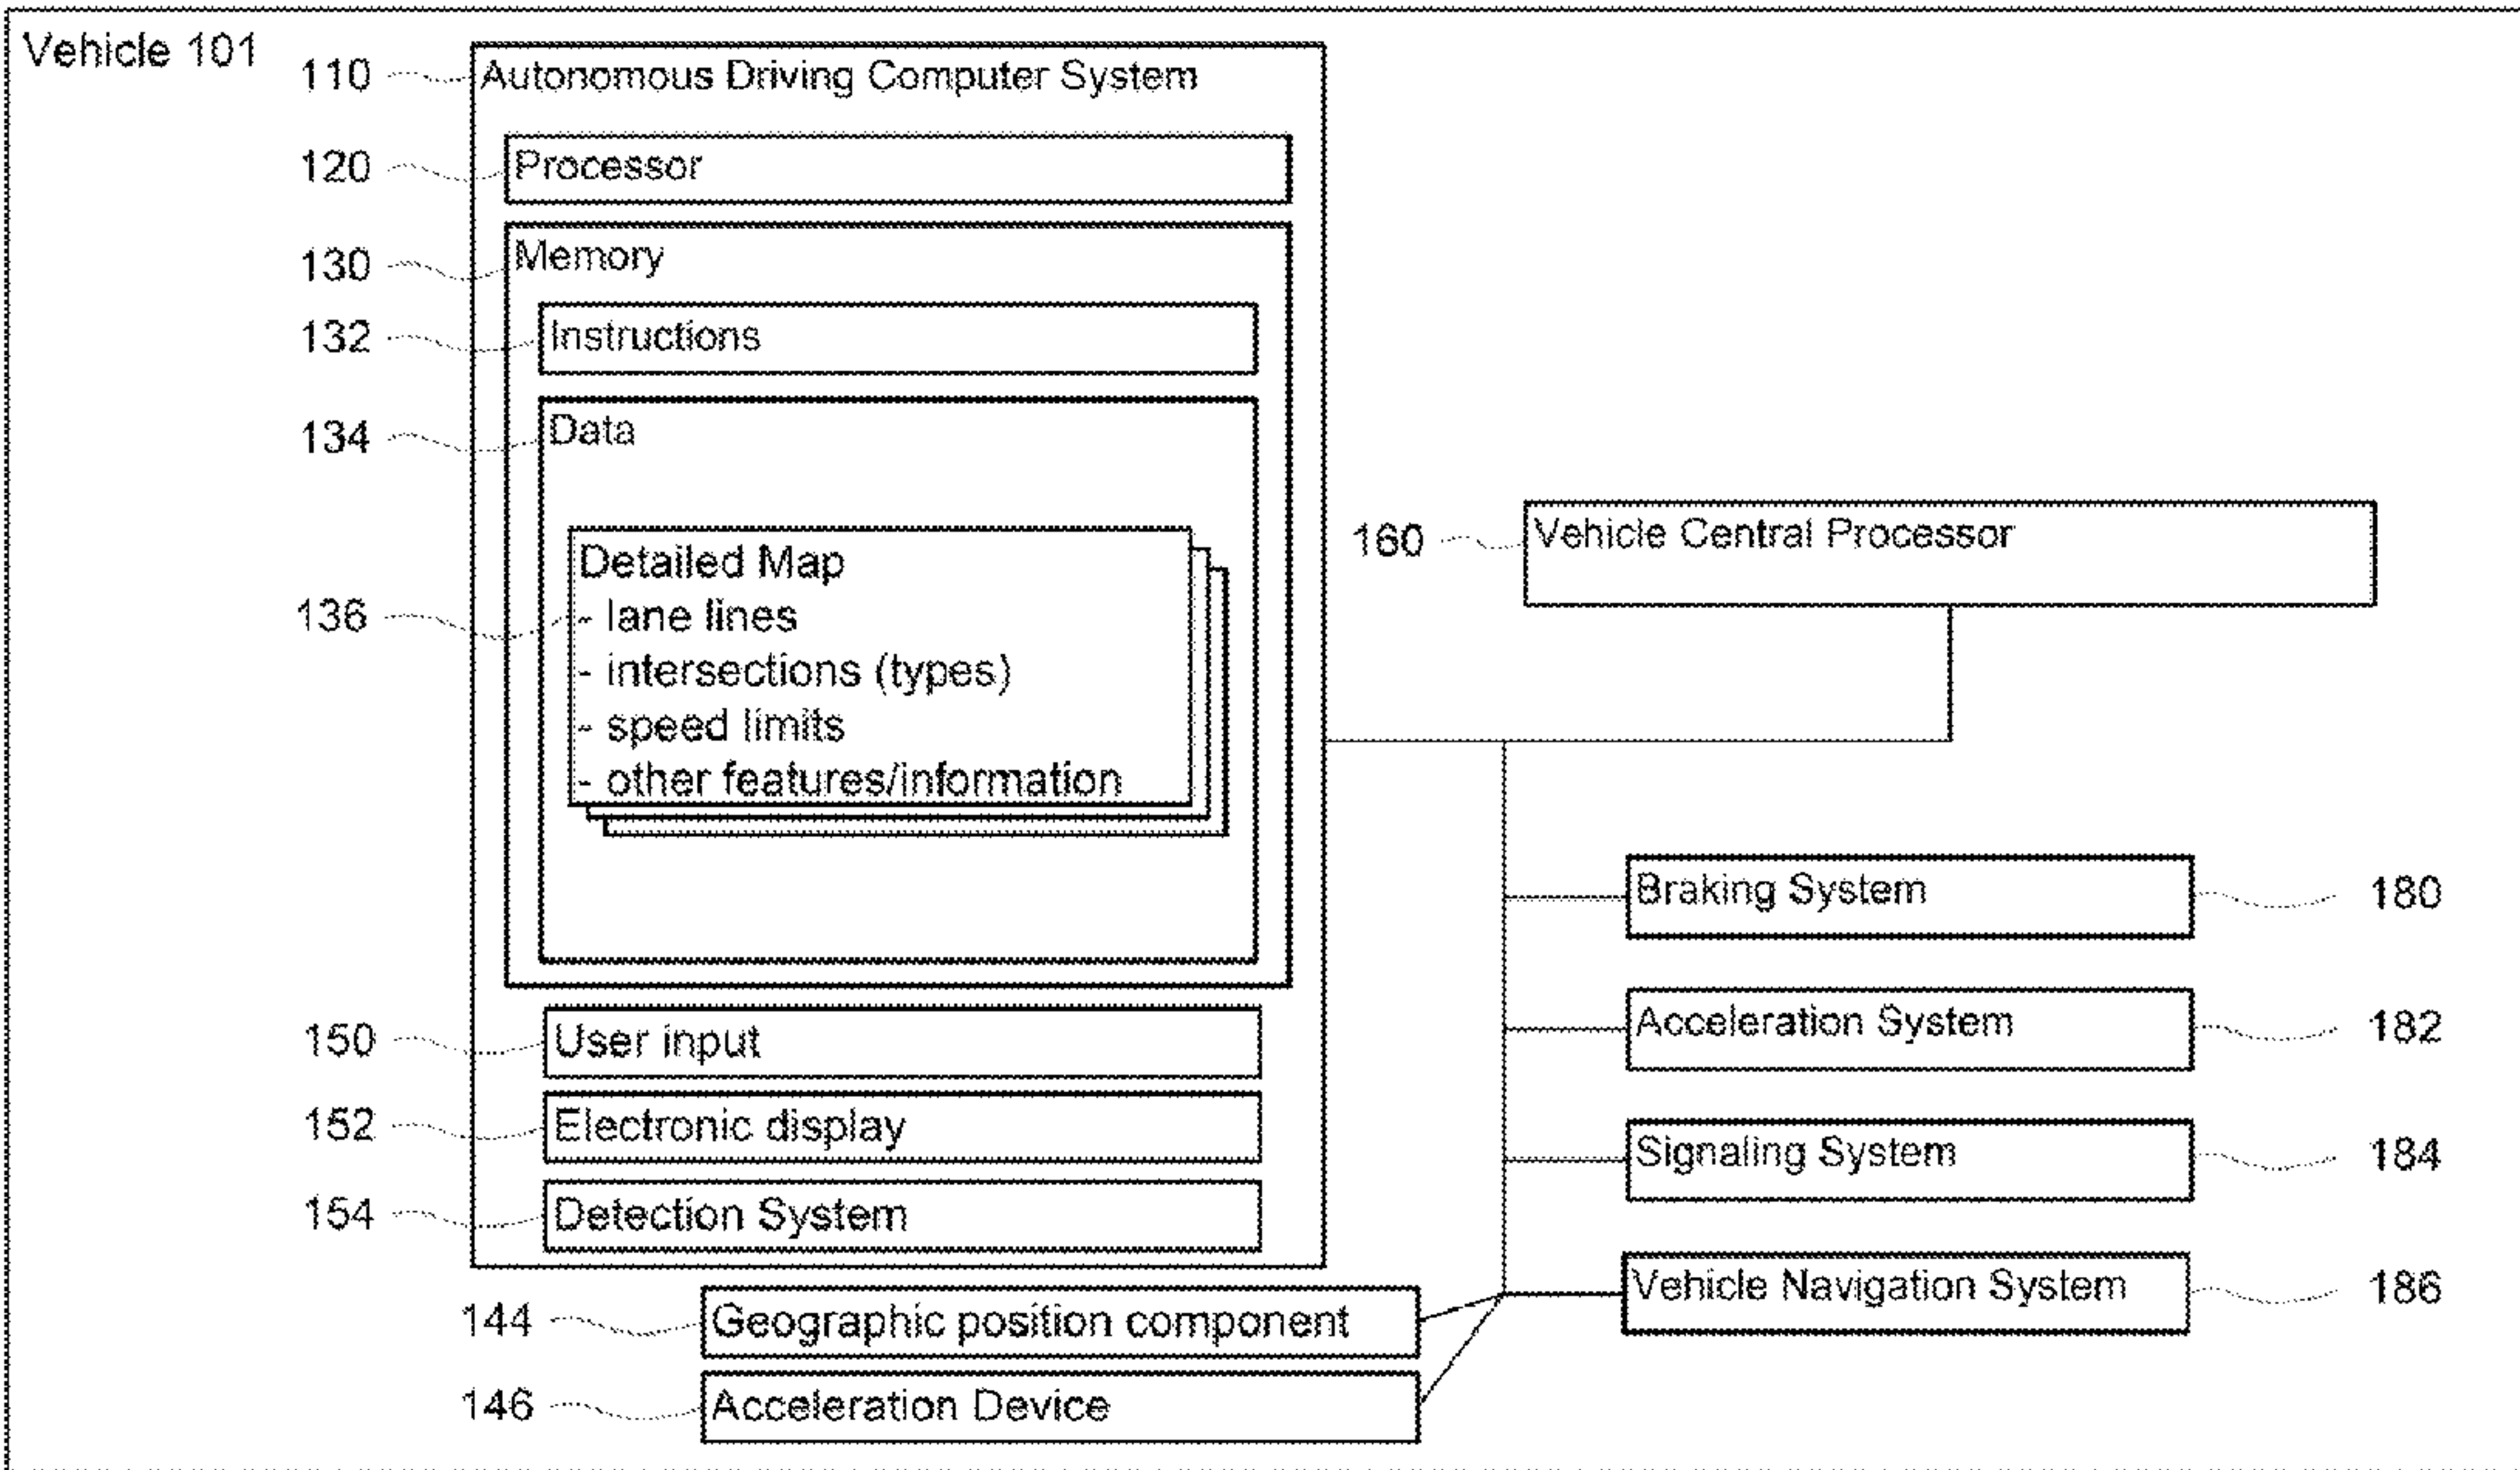 Vehicle 101
110 Autonomous Driving Computer System
120 Processor
130 Memory
132 Instructions
134 Data
136
Detailed Map
- lane lines
- intersections (types)
- speed limits
- other features/information
150 User input
152 Electronic display
154 Detection System
144 Geographic position component
146 Acceleration Device
160 Vehicle Central Processor
Braking System 180
Acceleration System 182
Signaling System 184
Vehicle Navigation System 186